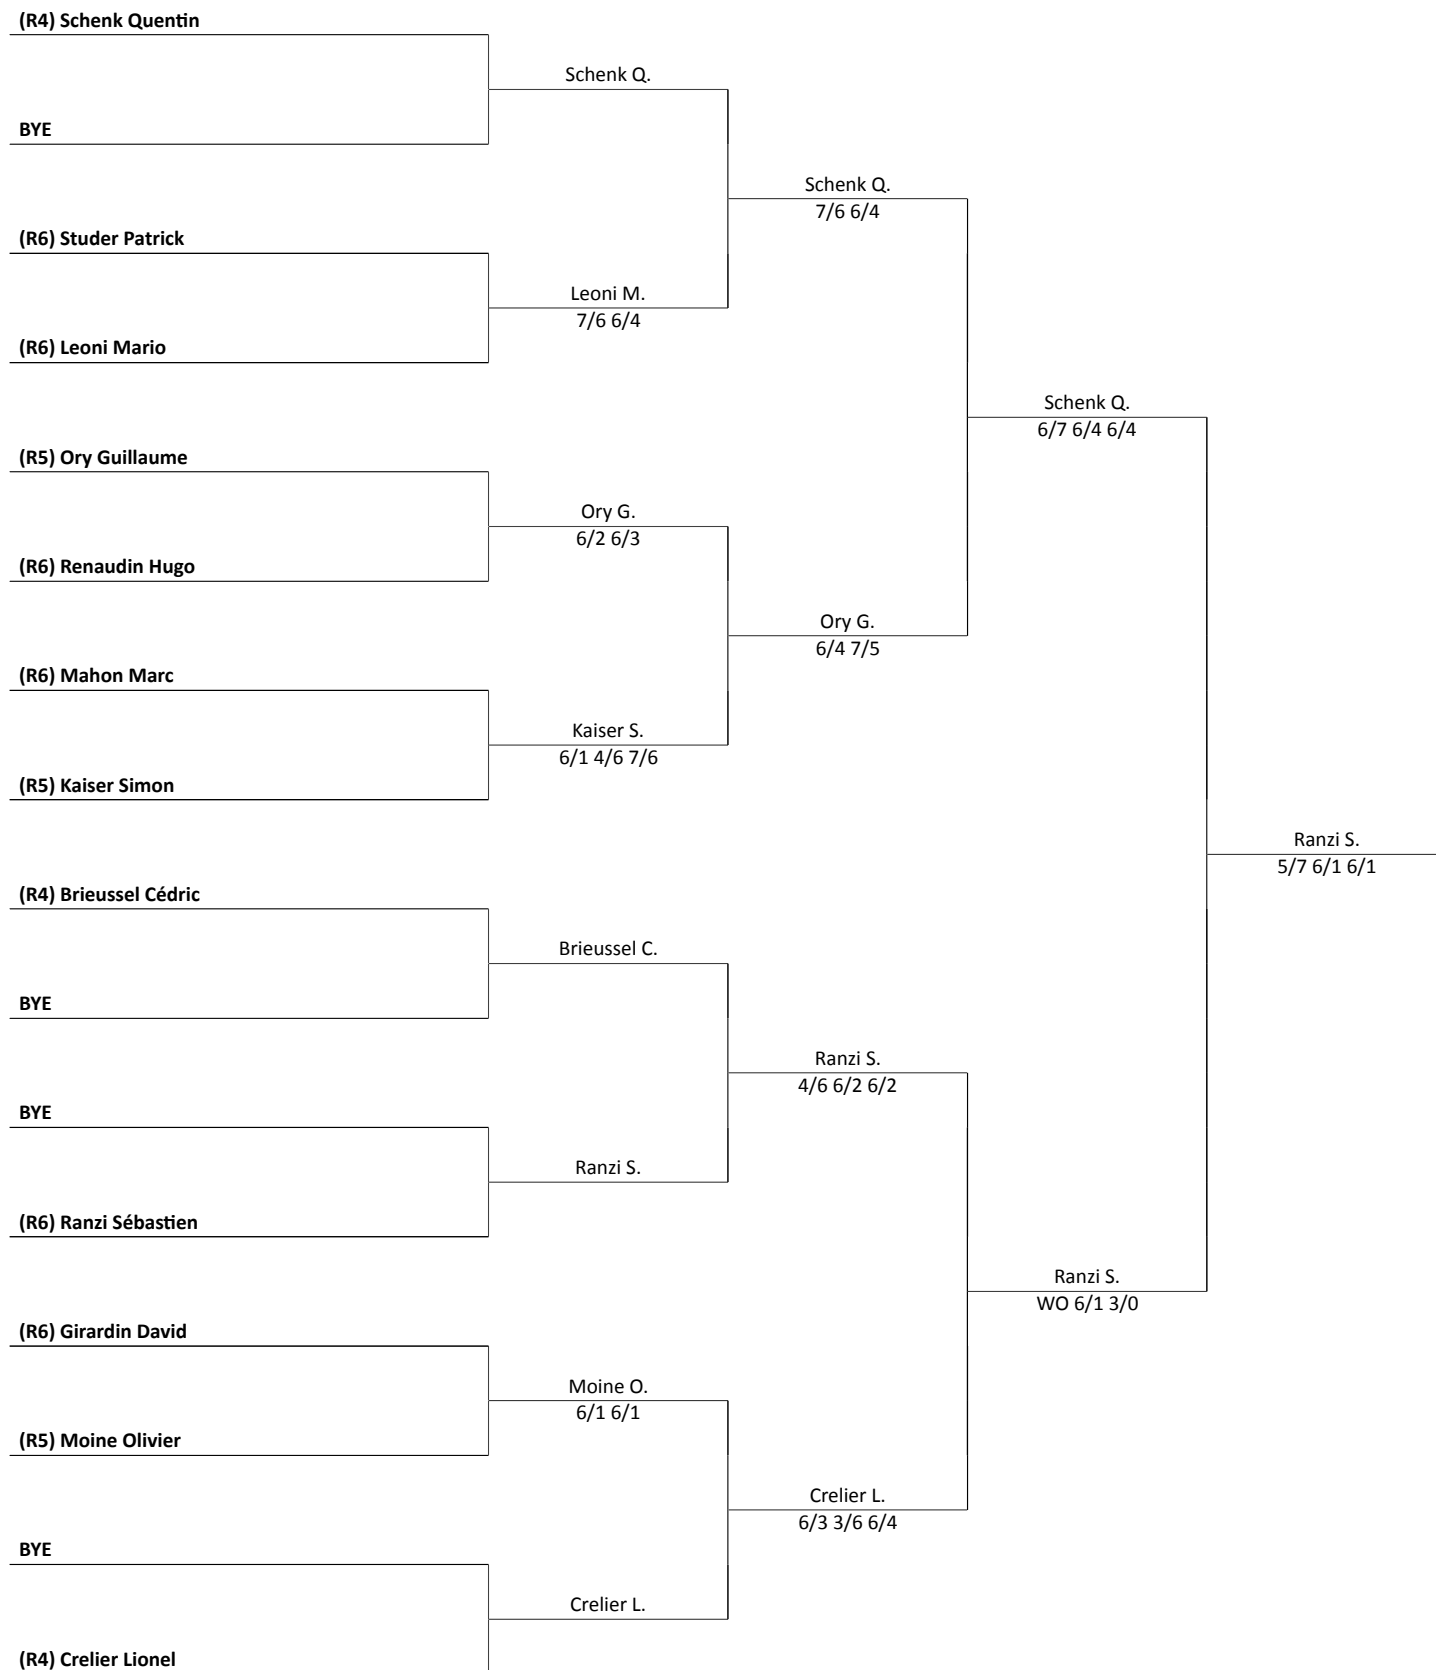 (R4) Schenk Quentin
Schenk Q.
BYE
Schenk Q.
7/6 6/4
(R6) Studer Patrick
Leoni M.
7/6 6/4
(R6) Leoni Mario
Schenk Q.
6/7 6/4 6/4
(R5) Ory Guillaume
Ory G.
6/2 6/3
(R6) Renaudin Hugo
Ory G.
6/4 7/5
(R6) Mahon Marc
Kaiser S.
6/1 4/6 7/6
(R5) Kaiser Simon
Ranzi S.
5/7 6/1 6/1
(R4) Brieussel Cédric
Brieussel C.
BYE
Ranzi S.
4/6 6/2 6/2
BYE
Ranzi S.
(R6) Ranzi Sébastien
Ranzi S.
WO 6/1 3/0
(R6) Girardin David
Moine O.
6/1 6/1
(R5) Moine Olivier
Crelier L.
6/3 3/6 6/4
BYE
Crelier L.
(R4) Crelier Lionel